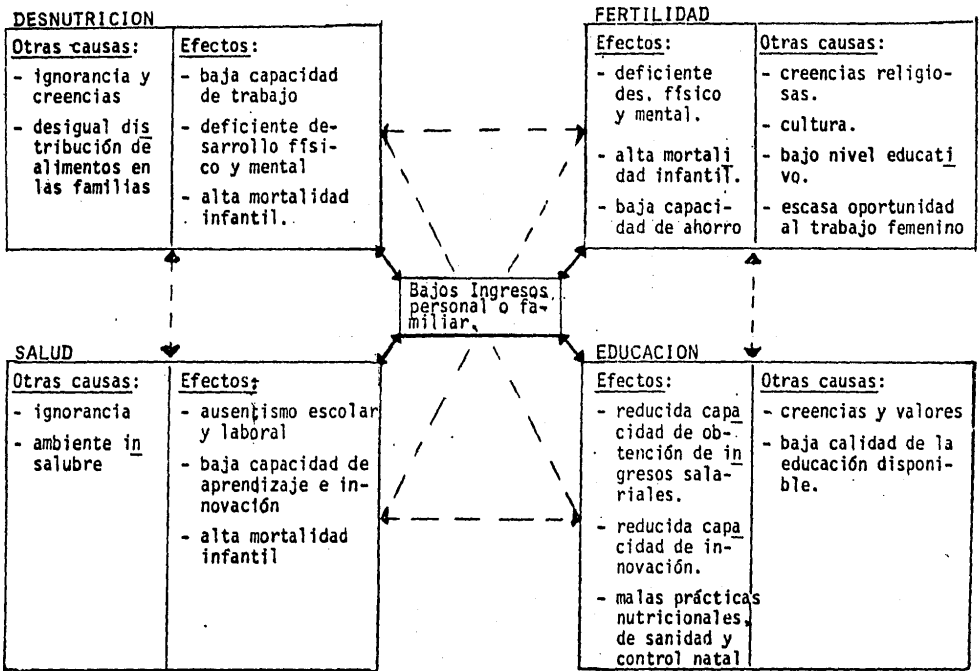 DESNUTRICION
Otras causas:
- ignorancia y
creencias
- desigual dis
tribución de
alimentos en
las familias
Efectos:
- baja capacidad
de trabajo
- deficiente de-
sarrollo físi-
co y mental
- alta mortalidad
infantil.
FERTILIDAD
Efectos:
- deficiente
des. físico
y mental.
- alta mortali
dad infantil.
- baja capaci-
dad de ahorro
Otras causas:
- creencias religio-
sas.
- cultura.
- bajo nivel educati
vo.
- escasa oportunidad
al trabajo femenino
Bajos Ingresos
personal o fa-
miliar.
SALUD
Otras causas:
- ignorancia
- ambiente in
salubre
Efectos:
- ausentismo escolar
y laboral
- baja capacidad de
aprendizaje e in-
novación
- alta mortalidad
infantil
EDUCACION
Efectos:
- reducida capa
cidad de ob-
tención de in
gresos sala-
riales.
- reducida capa
cidad de in-
novación.
- malas prácticas
nutricionales,
de sanidad y
control natal
Otras causas:
- creencias y valores
- baja calidad de la
educación disponi-
ble.